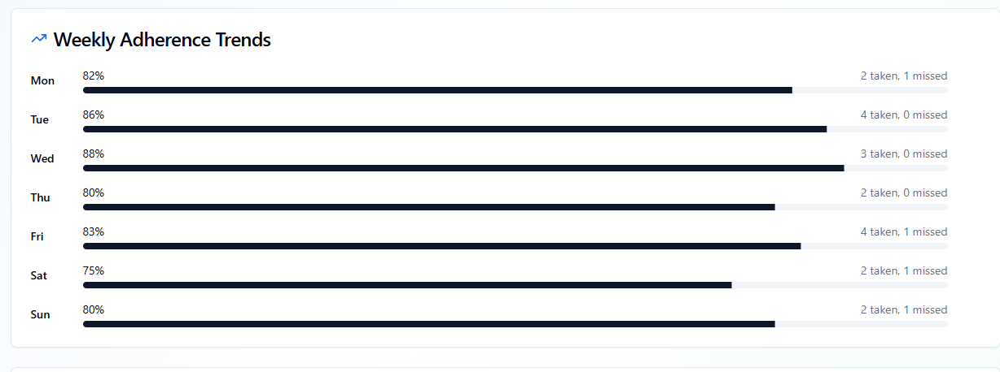 Weekly Adherence Trends
Mon
82%
2 taken, 1 missed
Tue
86%
4 taken, 0 missed
Wed
88%
3 taken, 0 missed
Thu
80%
2 taken, 0 missed
Fri
83%
4 taken, 1 missed
Sat
75%
2 taken, 1 missed
Sun
80%
2 taken, 1 missed